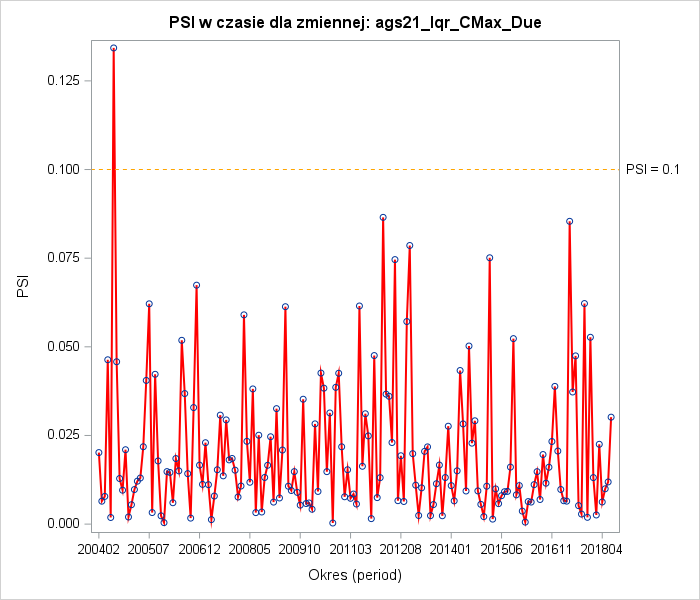 PSI w czasie dla zmiennej: ags21_Iqr_CMax_Due
0.125
0.100
PSI = 0.1
0.075
PSI
0.050
0.025
0.000
200402 200507 200612 200805 200910 201103 201208 201401 201506 201611 201804
Okres (period)